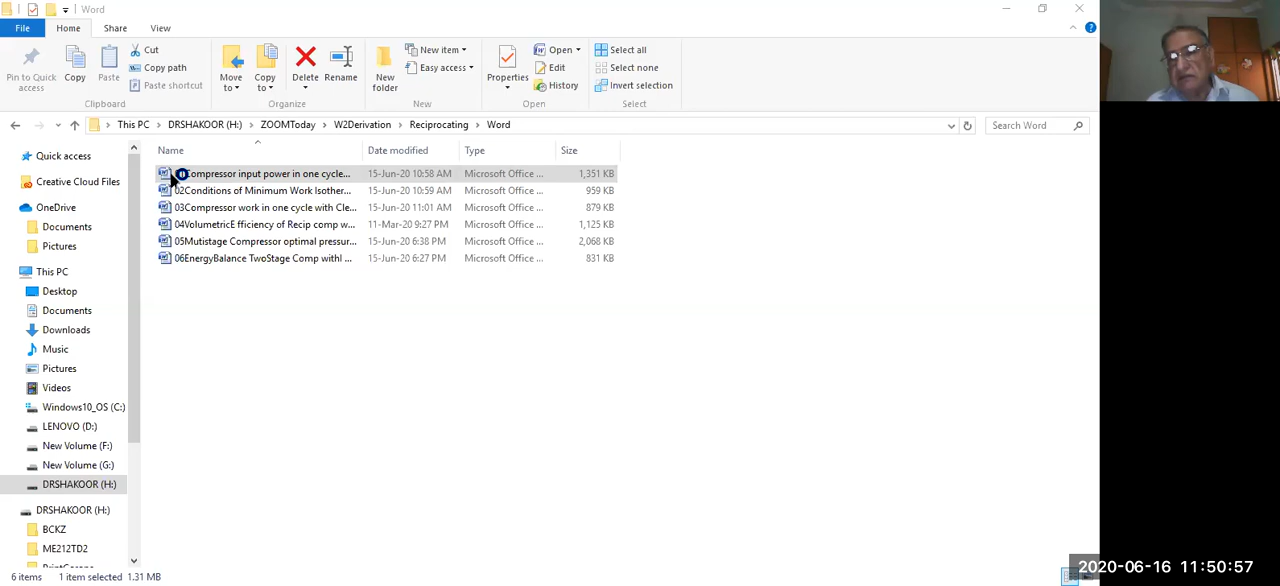 Word
File
Home
Share
View
Pin to Quick access
Copy
Paste
Cut
Copy path
Paste shortcut
Clipboard
Move to
Copy to
Delete
Rename
Organize
New folder
New item
Easy access
New
Properties
Open
Edit
History
Open
Select all
Select none
Invert selection
Select
This PC > DRSHAKOOR (H:) > ZOOMToday > W2Derivation > Reciprocating > Word
Search Word
Name Date modified Type Size
Compressor input power in one cycle... 15-Jun-20 10:58 AM Microsoft Office ... 1,351 KB
02Conditions of Minimum Work Isother... 15-Jun-20 10:59 AM Microsoft Office ... 959 KB
03Compressor work in one cycle with Cle... 15-Jun-20 11:01 AM Microsoft Office ... 879 KB
04VolumetricE fficiency of Recip comp w... 11-Mar-20 9:27 PM Microsoft Office ... 1,125 KB
05Mutistage Compressor optimal pressur... 15-Jun-20 6:38 PM Microsoft Office ... 2,068 KB
06EnergyBalance TwoStage Comp withI ... 15-Jun-20 6:27 PM Microsoft Office ... 831 KB
Quick access
Creative Cloud Files
OneDrive
Documents
Pictures
This PC
Desktop
Documents
Downloads
Music
Pictures
Videos
Windows10_OS (C:)
LENOVO (D:)
New Volume (F:)
New Volume (G:)
DRSHAKOOR (H:)
DRSHAKOOR (H:)
BCKZ
ME212TD2
6 items 1 item selected 1.31 MB
2020-06-16 11:50:57